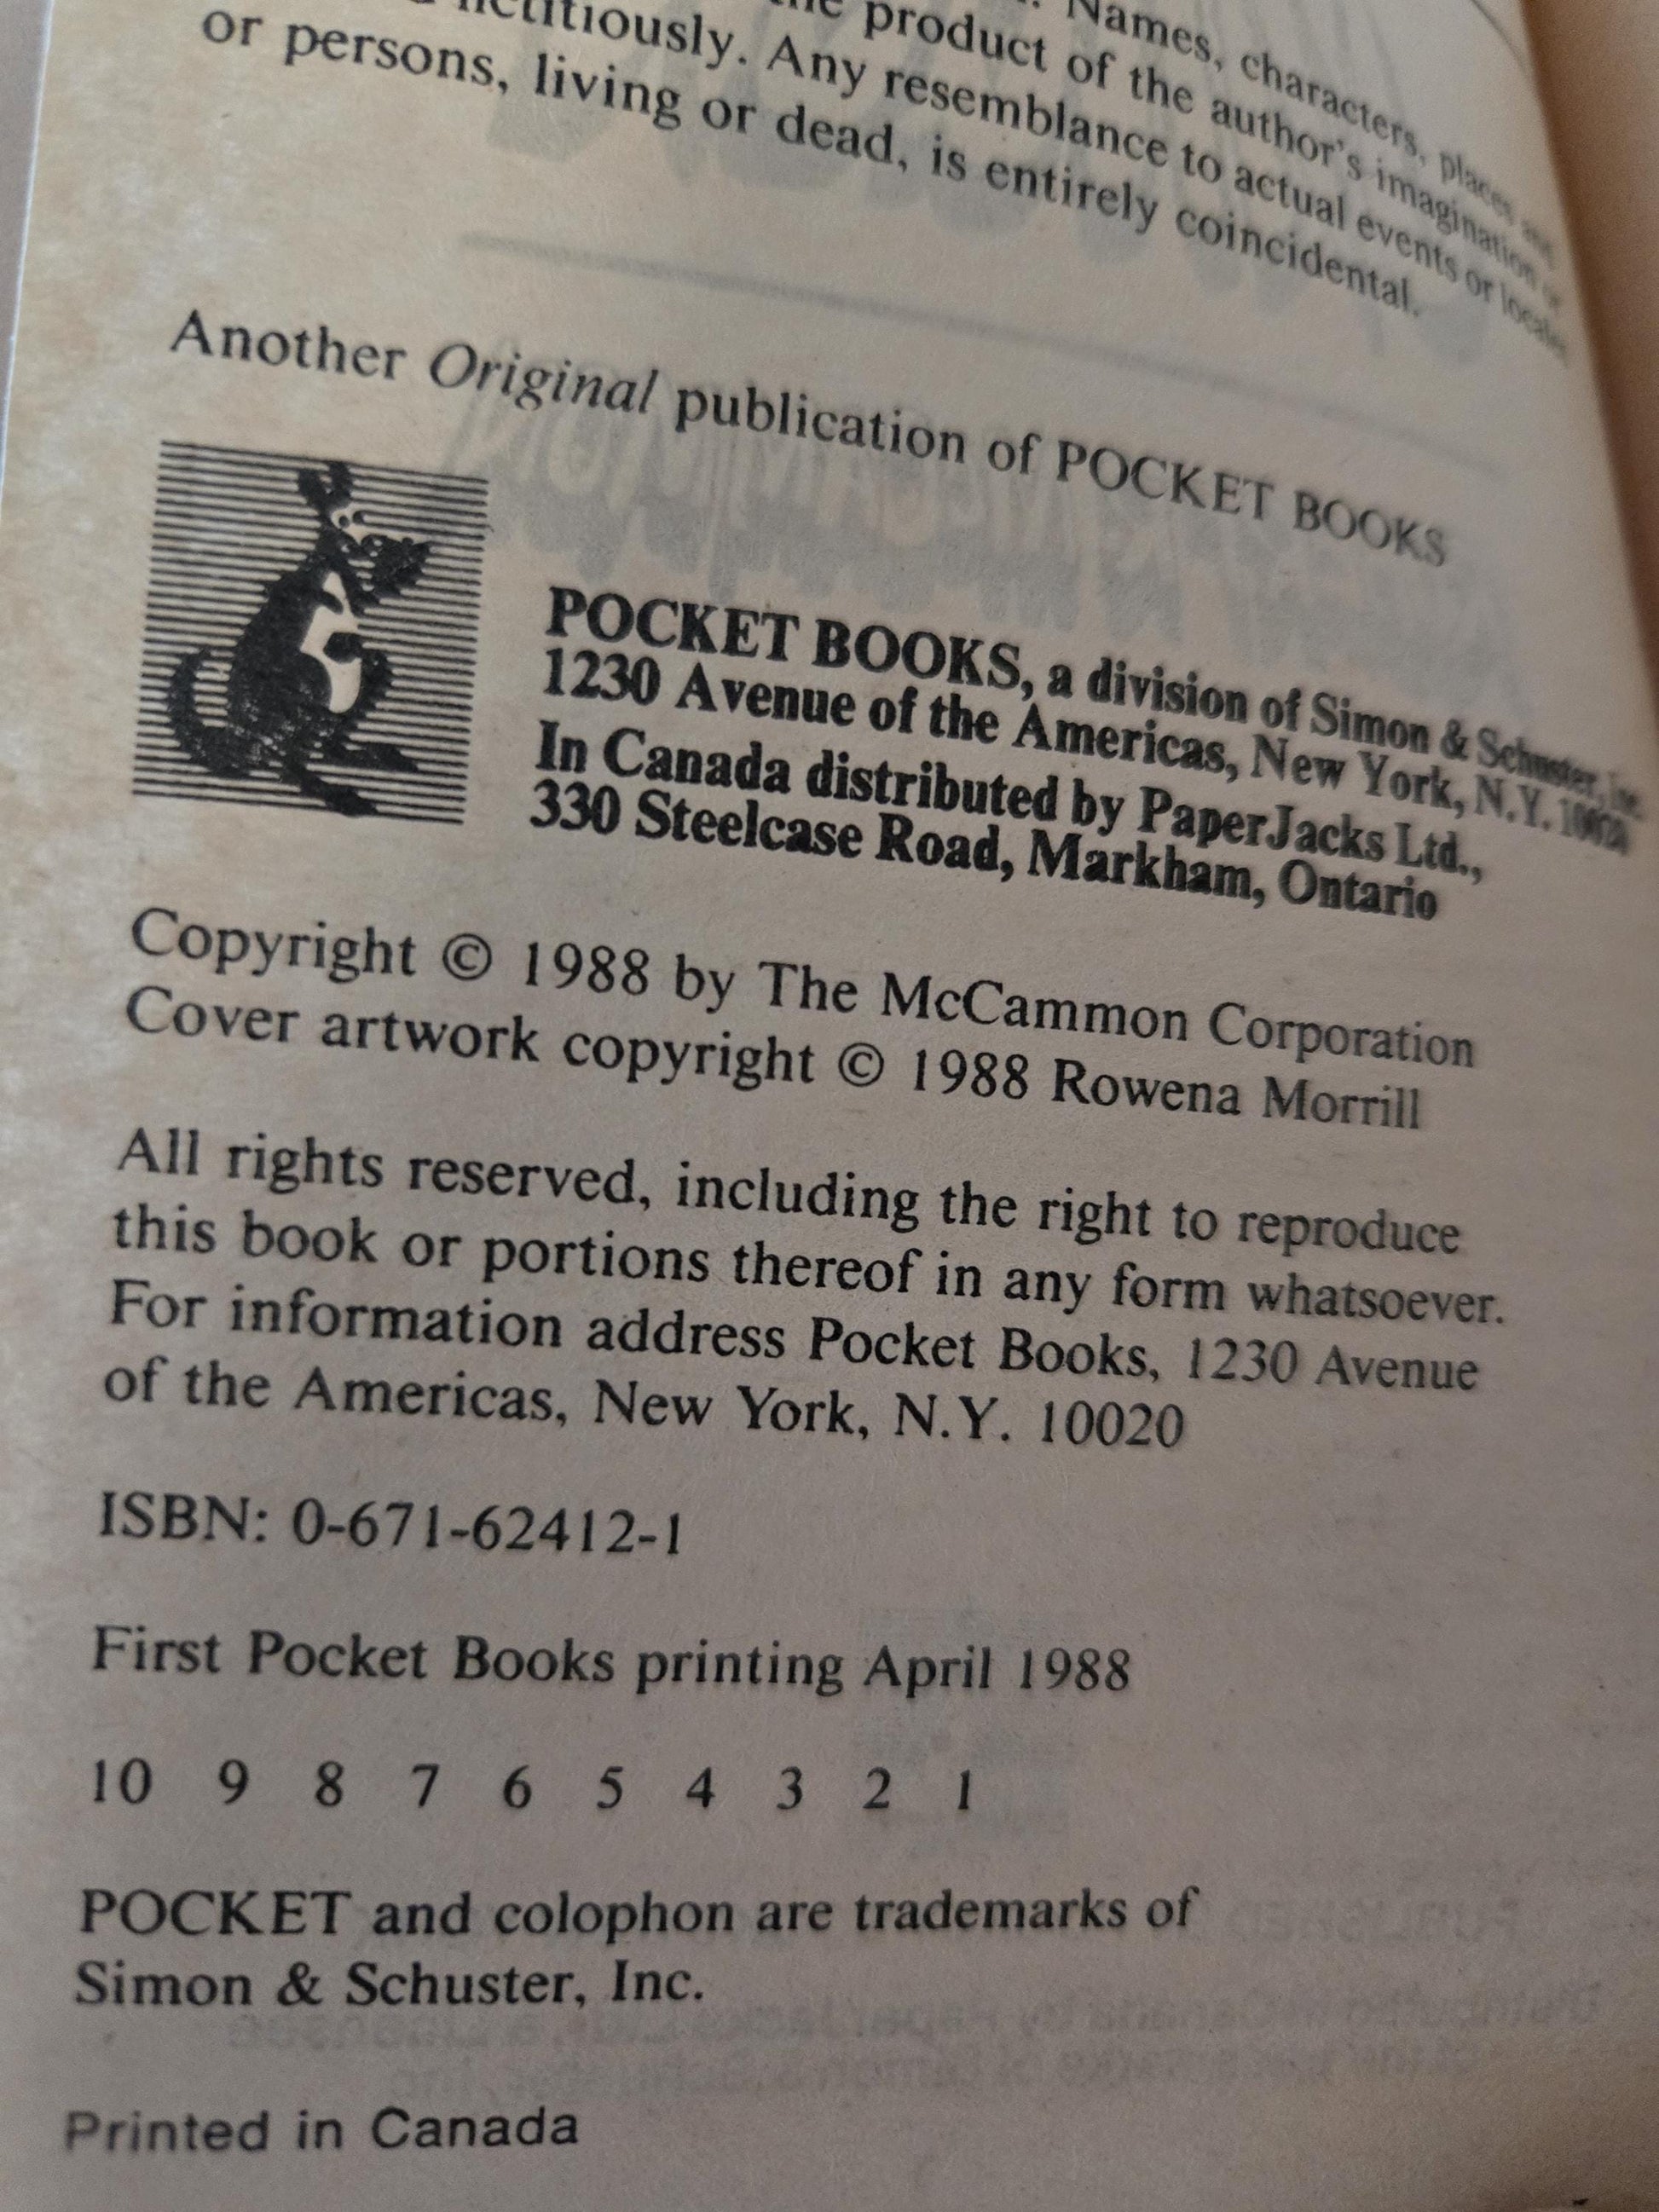 Names, characters, places
product of the author's imagination
fictitiously. Any resemblance to actual events or locales
or persons, living or dead, is entirely coincidental.
Another Original publication of POCKET BOOKS
POCKET BOOKS, a division of Simon & Schuster, Inc.
1230 Avenue of the Americas, New York, N.Y. 10020
In Canada distributed by PaperJacks Ltd.,
330 Steelcase Road, Markham, Ontario
Copyright © 1988 by The McCammon Corporation
Cover artwork copyright © 1988 Rowena Morrill
All rights reserved, including the right to reproduce
this book or portions thereof in any form whatsoever.
For information address Pocket Books, 1230 Avenue
of the Americas, New York, N.Y. 10020
ISBN: 0-671-62412-1
First Pocket Books printing April 1988
10 9 8 7 6 5 4 3 2 1
POCKET and colophon are trademarks of
Simon & Schuster, Inc.
Printed in Canada